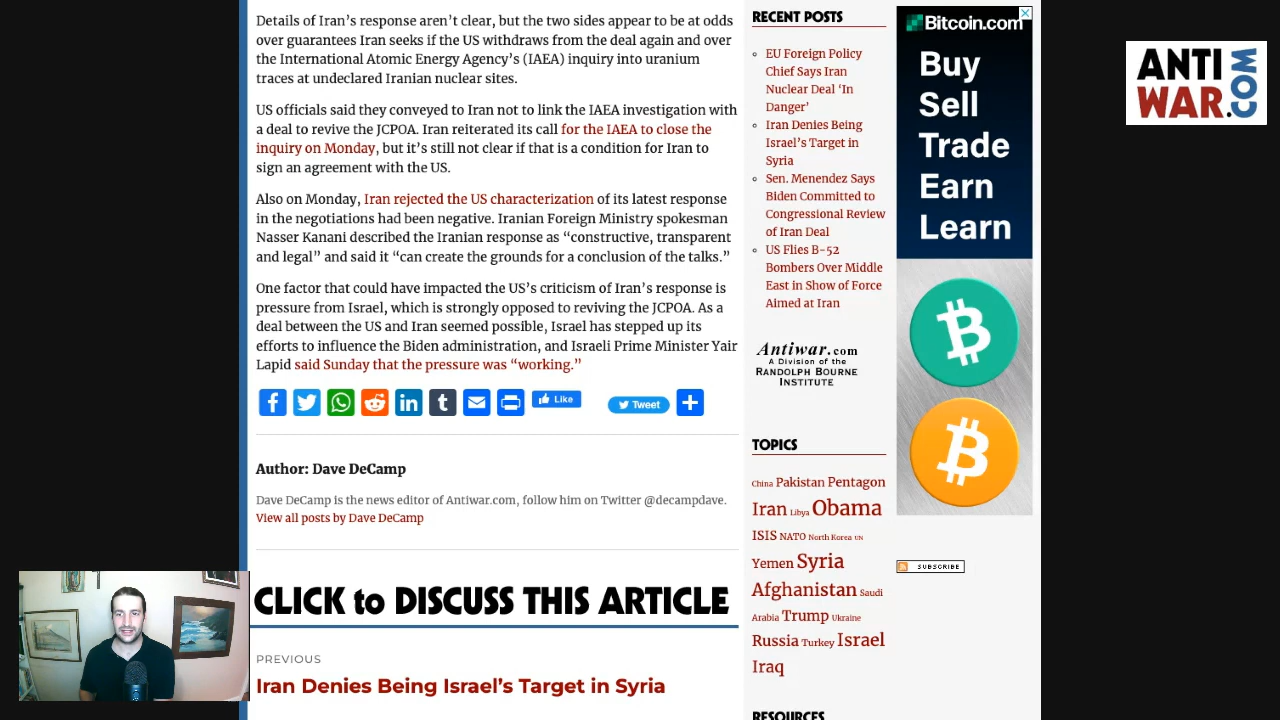 Details of Iran’s response aren’t clear, but the two sides appear to be at odds
over guarantees Iran seeks if the US withdraws from the deal again and over
the International Atomic Energy Agency’s (IAEA) inquiry into uranium
traces at undeclared Iranian nuclear sites.
US officials said they conveyed to Iran not to link the IAEA investigation with
a deal to revive the JCPOA. Iran reiterated its call for the IAEA to close the
inquiry on Monday, but it’s still not clear if that is a condition for Iran to
sign an agreement with the US.
Also on Monday, Iran rejected the US characterization of its latest response
in the negotiations had been negative. Iranian Foreign Ministry spokesman
Nasser Kanani described the Iranian response as “constructive, transparent
and legal” and said it “can create the grounds for a conclusion of the talks.”
One factor that could have impacted the US’s criticism of Iran’s response is
pressure from Israel, which is strongly opposed to reviving the JCPOA. As a
deal between the US and Iran seemed possible, Israel has stepped up its
efforts to influence the Biden administration, and Israeli Prime Minister Yair
Lapid said Sunday that the pressure was “working.”
Like
Tweet
Author: Dave DeCamp
Dave DeCamp is the news editor of Antiwar.com, follow him on Twitter @decampdave.
View all posts by Dave DeCamp
CLICK to DISCUSS THIS ARTICLE
PREVIOUS
Iran Denies Being Israel’s Target in Syria
RECENT POSTS
EU Foreign Policy
Chief Says Iran
Nuclear Deal ‘In
Danger’
Iran Denies Being
Israel’s Target in
Syria
Sen. Menendez Says
Biden Committed to
Congressional Review
of Iran Deal
US Flies B-52
Bombers Over Middle
East in Show of Force
Aimed at Iran
Antiwar.com
A Division of the
RANDOLPH BOURNE
INSTITUTE
TOPICS
China Pakistan Pentagon
Iran Libya Obama
ISIS NATO North Korea UN
Yemen Syria
Afghanistan Saudi
Arabia Trump Ukraine
Russia Turkey Israel
Iraq
RESOURCES
Bitcoin.com
Buy
Sell
Trade
Earn
Learn
SUBSCRIBE
ANTI
WAR.COM